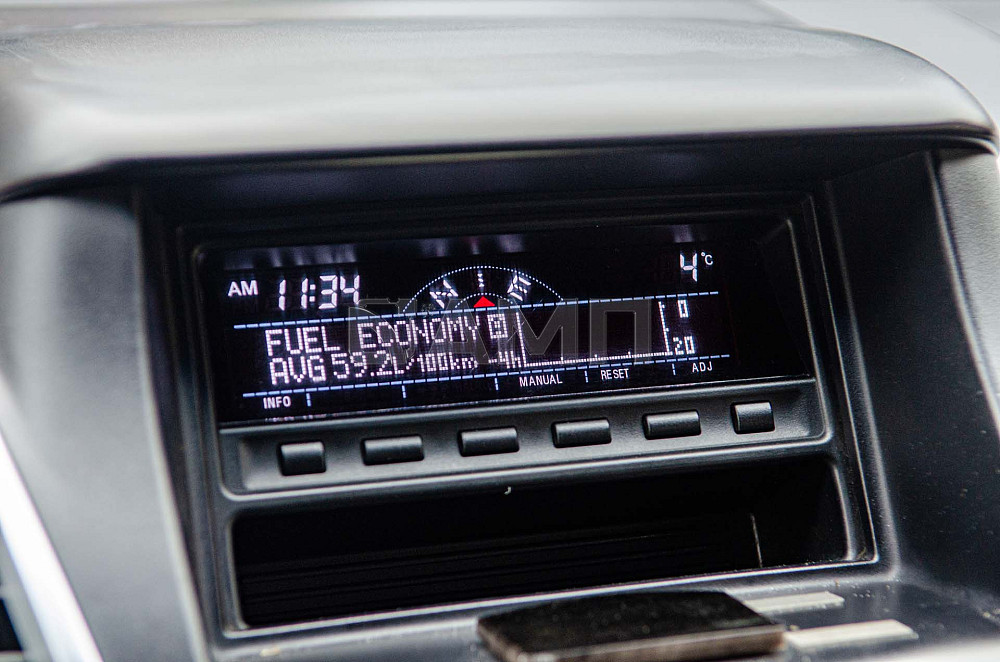 AM 11:34 4°C
FUEL ECONOMY 0
AVG 59.2L/100km 20
INFO MANUAL RESET ADJ